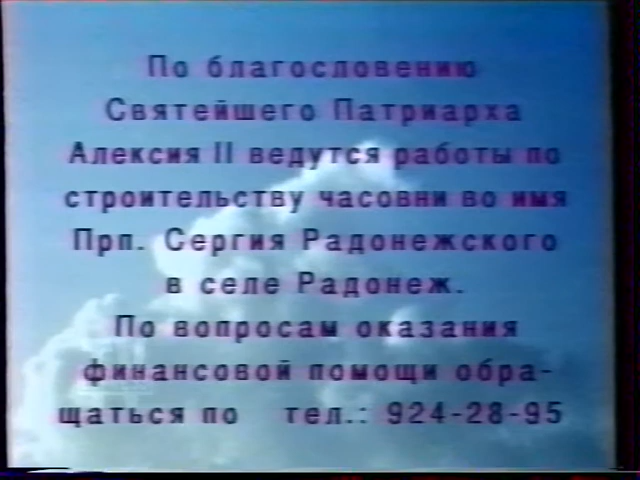 По благословению
Святейшего Патриарха
Алексия II ведутся работы по
строительству часовни во имя
Прп. Сергия Радонежского
в селе Радонеж.
По вопросам оказания
финансовой помощи обра-
щаться по тел.: 924-28-95